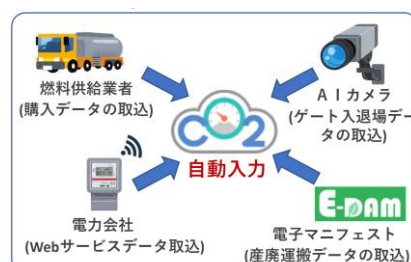 燃料供給業者
(購入データの取込)
AIカメラ
(ゲート入退場デー
タの取込)
CO2
自動入力
電力会社
(Webサービスデータ取込)
E-DAM
電子マニフェスト
(産廃運搬データの取込)